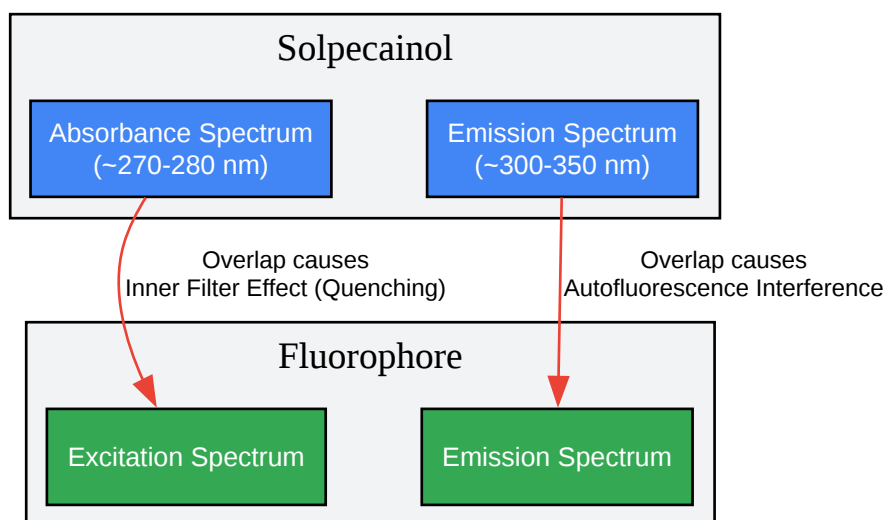 Solpecainol
Absorbance Spectrum
(~270-280 nm)
Emission Spectrum
(~300-350 nm)
Overlap causes
Inner Filter Effect (Quenching)
Overlap causes
Autofluorescence Interference
Fluorophore
Excitation Spectrum
Emission Spectrum